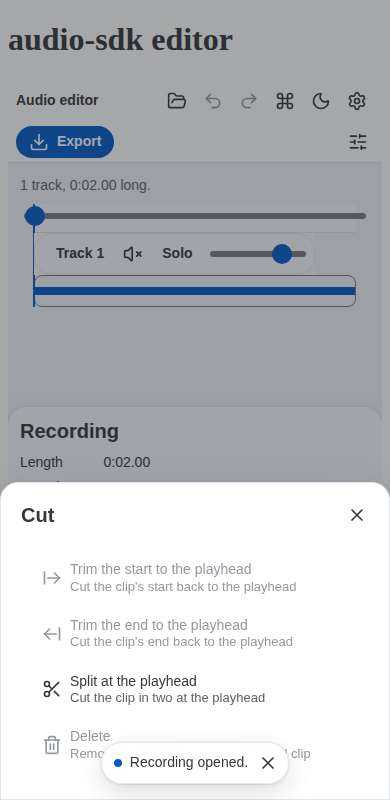 audio-sdk editor
Audio editor
Export
1 track, 0:02.00 long.
Track 1 Solo
Recording
Length 0:02.00
Cut
Trim the start to the playhead
Cut the clip's start back to the playhead
Trim the end to the playhead
Cut the clip's end back to the playhead
Split at the playhead
Cut the clip in two at the playhead
Delete
clip
Recording opened.